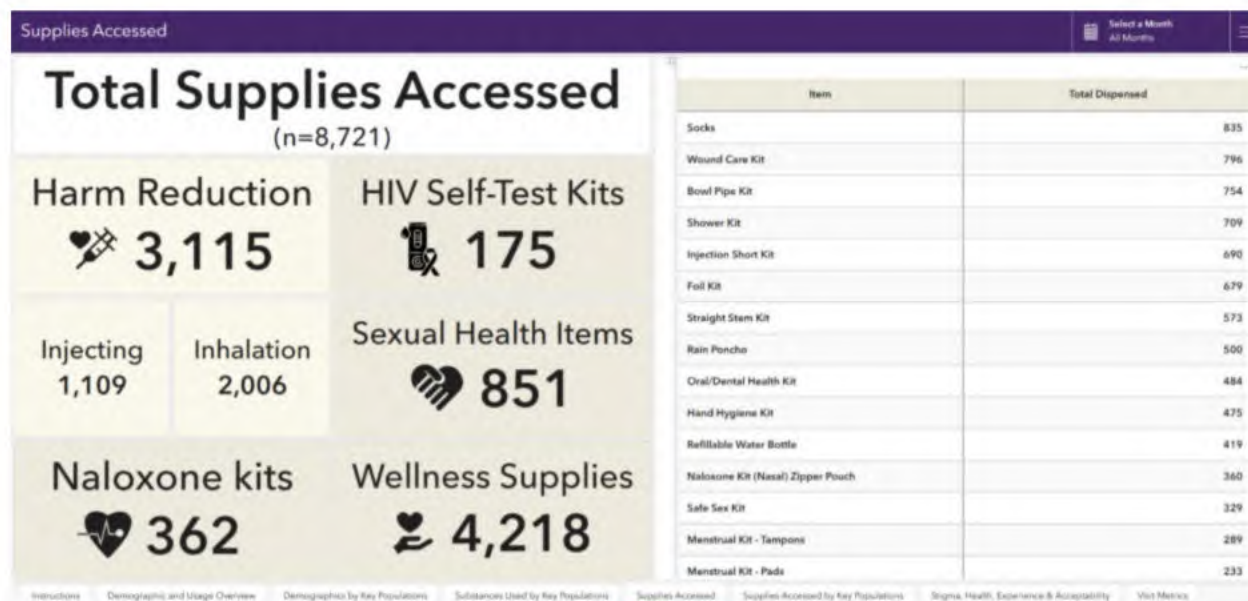 Supplies Accessed
Select a Month
All Months
Total Supplies Accessed
(n=8,721)
Harm Reduction
3,115
HIV Self-Test Kits
175
Injecting
1,109
Inhalation
2,006
Sexual Health Items
851
Naloxone kits
362
Wellness Supplies
4,218
Item Total Dispensed
Socks 835
Wound Care Kit 796
Bowl Pipe Kit 754
Shower Kit 709
Injection Short Kit 690
Foil Kit 679
Straight Stem Kit 573
Rain Poncho 500
Oral/Dental Health Kit 484
Hand Hygiene Kit 475
Refillable Water Bottle 419
Naloxone Kit (Nasal) Zipper Pouch 360
Safe Sex Kit 329
Menstrual Kit - Tampons 289
Menstrual Kit - Pads 233
Instructions Demographic and Usage Overview Demographics by Key Populations Substances Used by Key Populations Supplies Accessed Supplies Accessed by Key Populations Stigma, Health, Experience & Acceptability Visit Metrics